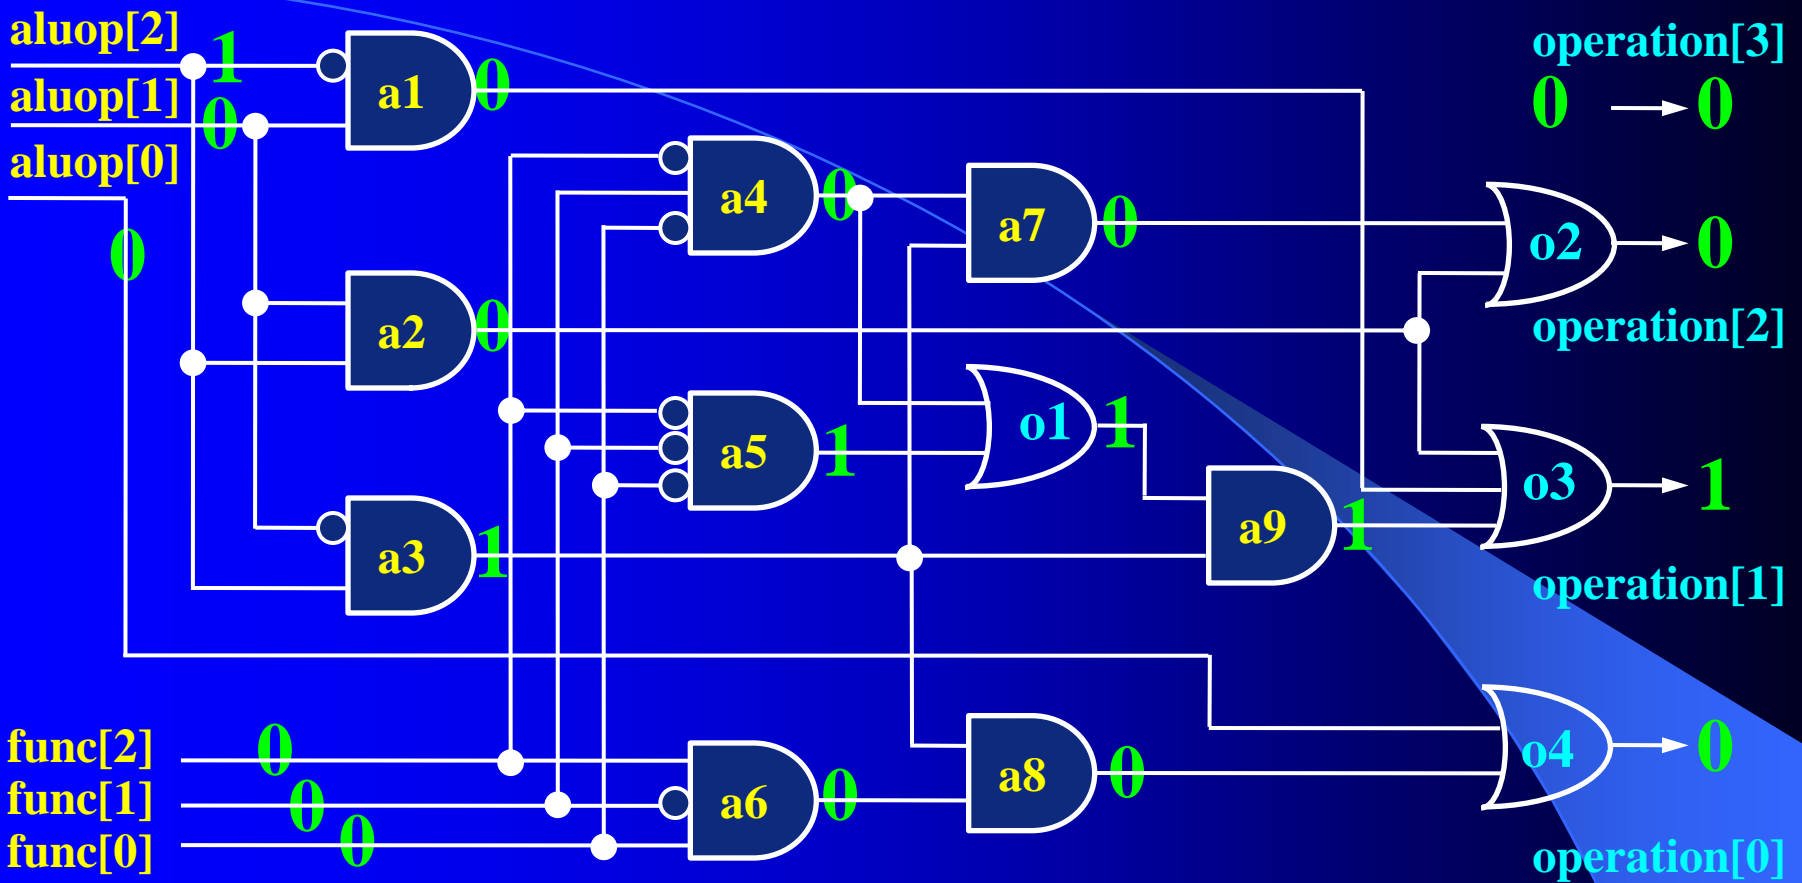 aluop[2]
1
aluop[1]
0
aluop[0]
0
a1
0
operation[3]
0
0
a4
0
a7
0
o2
0
operation[2]
a2
0
a5
1
o1
1
o3
1
a3
1
a9
1
operation[1]
func[2]
0
func[1]
0
func[0]
0
a6
0
a8
0
o4
0
operation[0]